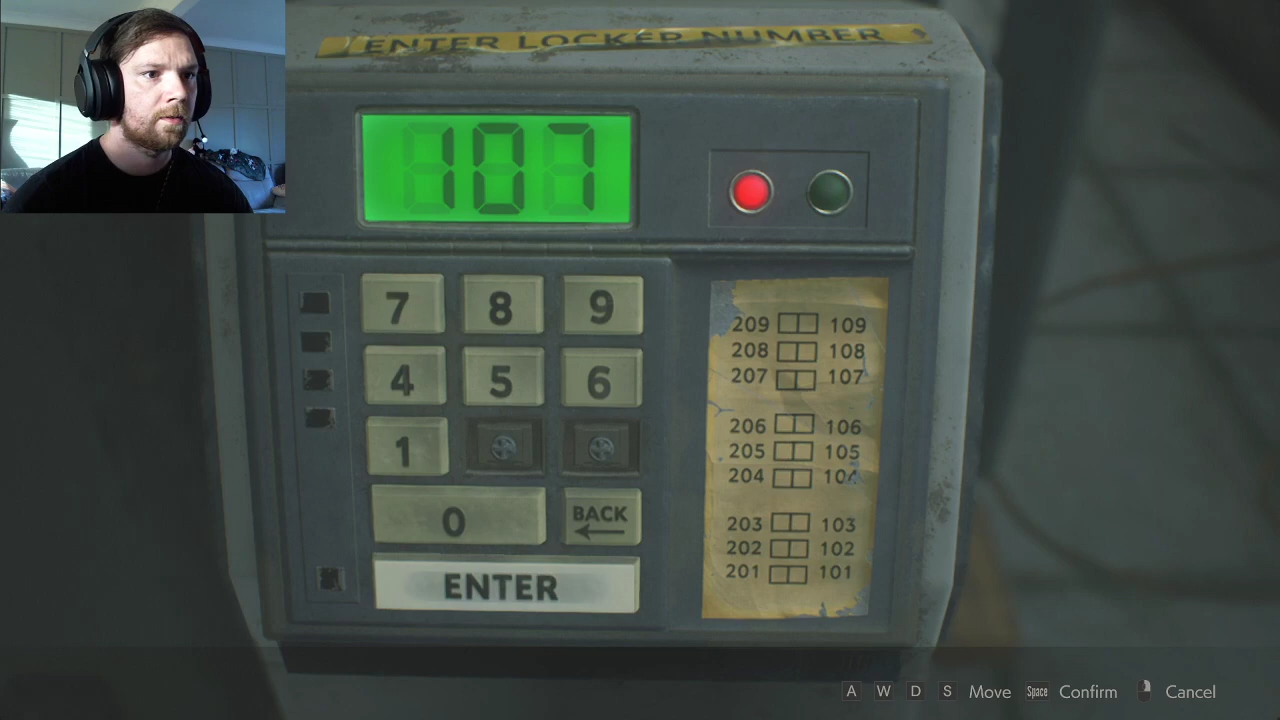 ENTER LOCKER NUMBER
107
7 8 9
4 5 6
1
0 BACK
ENTER
209 109
208 108
207 107
206 106
205 105
204 104
203 103
202 102
201 101
A W D S Move Space Confirm Cancel